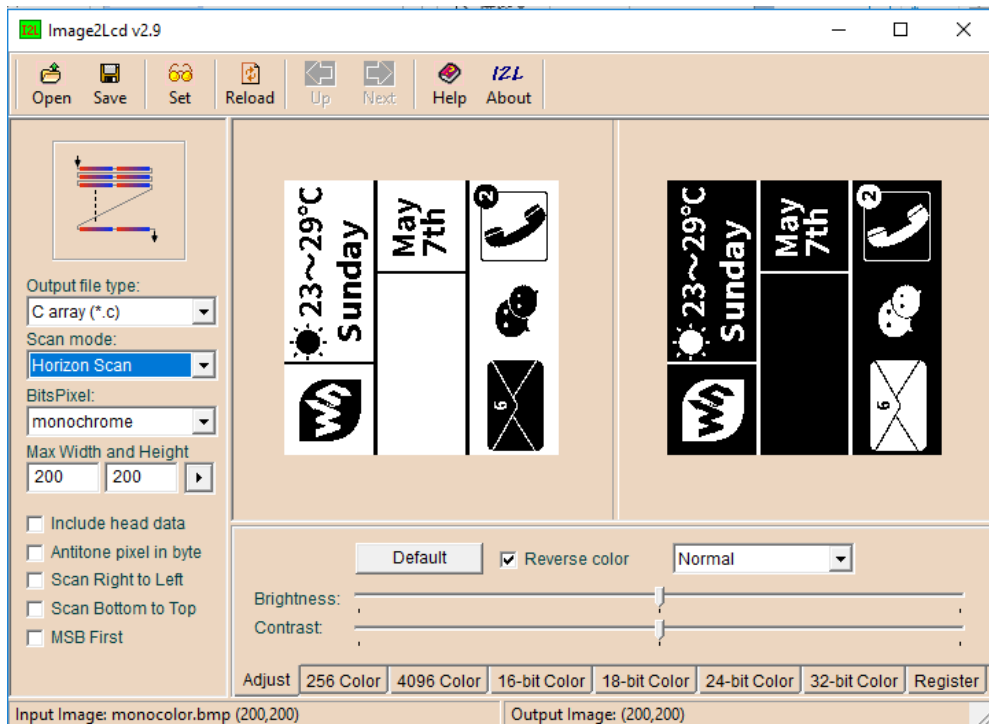 Image2Lcd v2.9
I2L
Open Save Set Reload Up Next Help About
Output file type:
C array (*.c)
Scan mode:
Horizon Scan
BitsPixel:
monochrome
Max Width and Height
200 200
Include head data
Antitone pixel in byte
Scan Right to Left
Scan Bottom to Top
MSB First
23～29°C
Sunday
May
7th
2
6
23～29°C
Sunday
May
7th
2
6
Default Reverse color Normal
Brightness:
Contrast:
Adjust 256 Color 4096 Color 16-bit Color 18-bit Color 24-bit Color 32-bit Color Register
Input Image: monocolor.bmp (200,200) Output Image: (200,200)